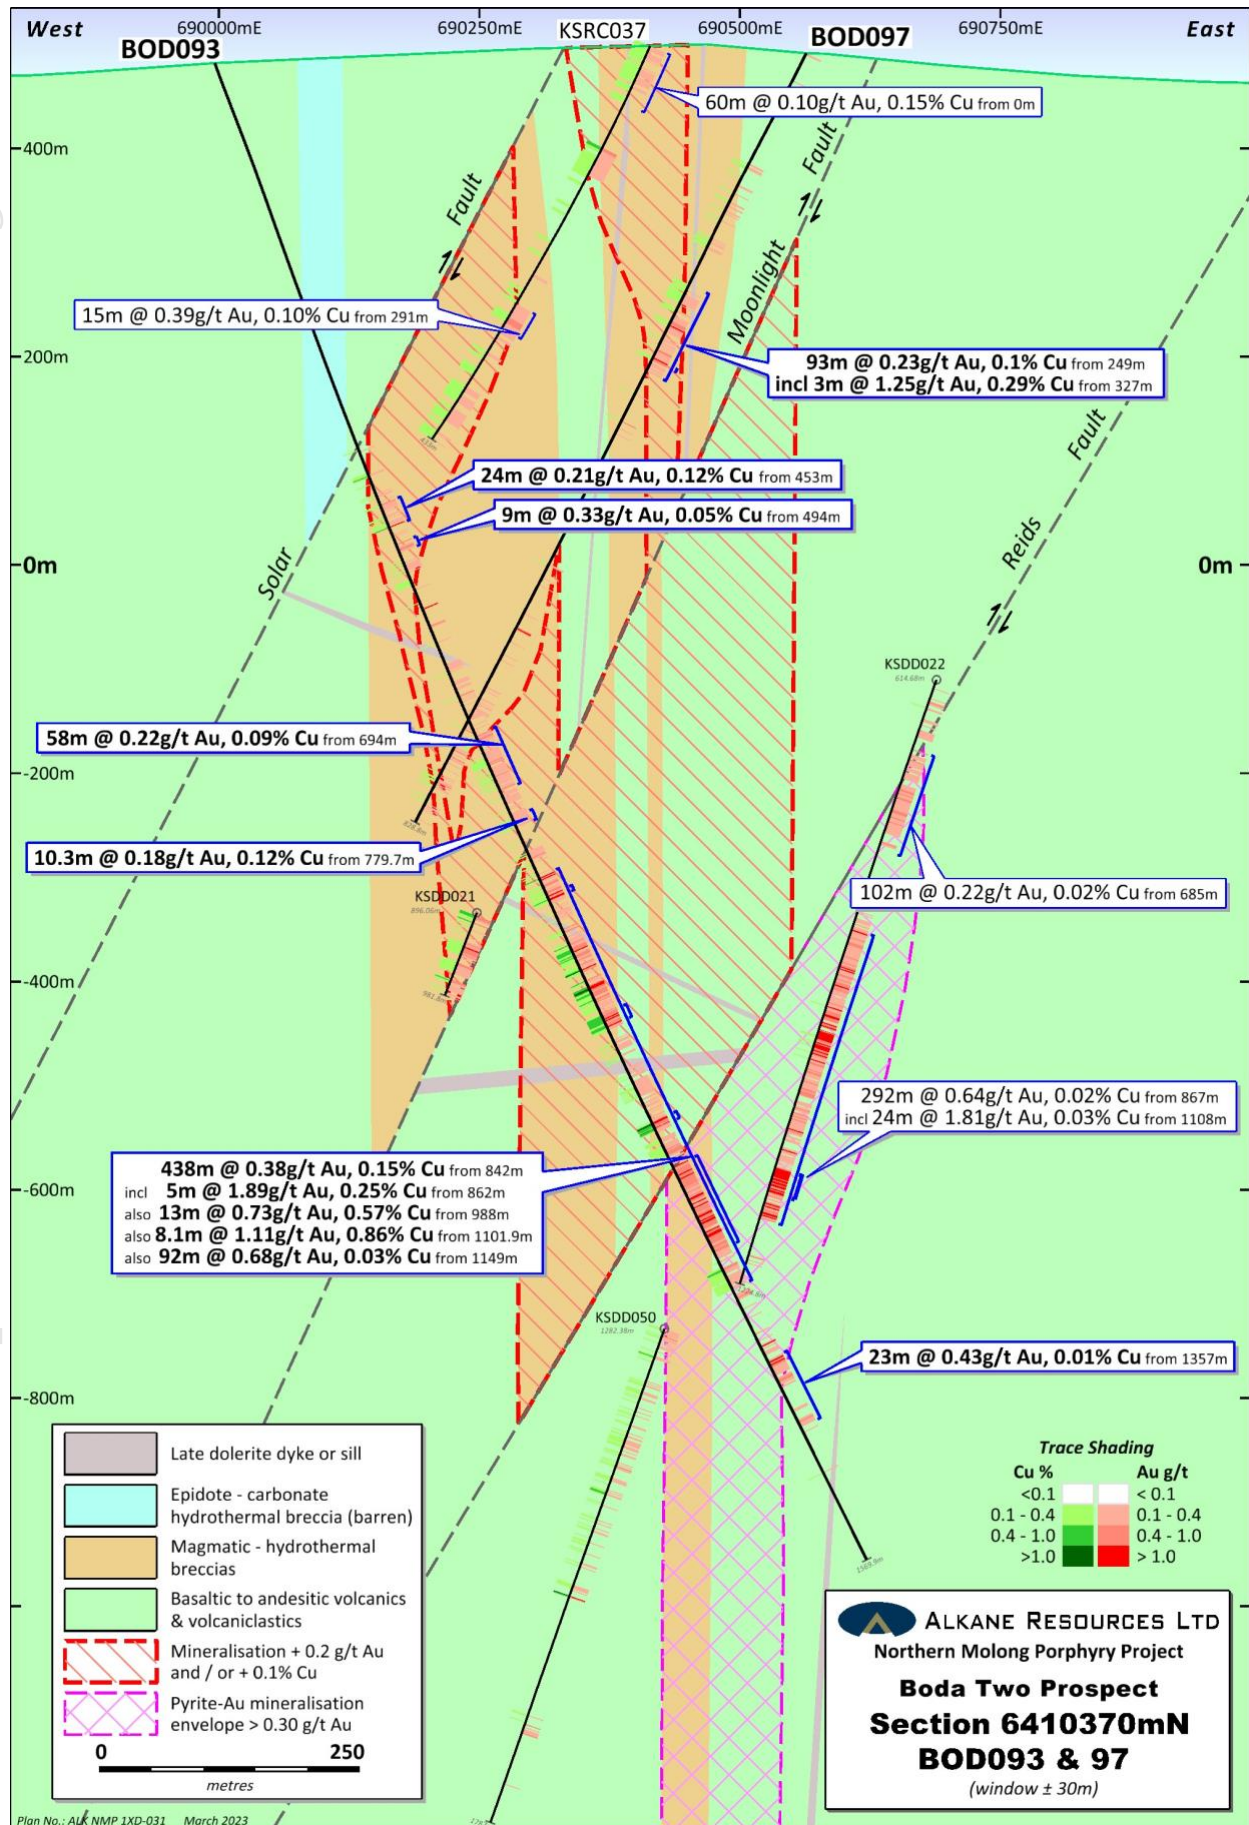 West
690000mE
690250mE
KSRC037
690500mE
690750mE
East
BOD093
BOD097
60m @ 0.10g/t Au, 0.15% Cu from 0m
400m
Fault
Fault
15m @ 0.39g/t Au, 0.10% Cu from 291m
Moonlight
200m
93m @ 0.23g/t Au, 0.1% Cu from 249m
incl 3m @ 1.25g/t Au, 0.29% Cu from 327m
Fault
24m @ 0.21g/t Au, 0.12% Cu from 453m
9m @ 0.33g/t Au, 0.05% Cu from 494m
0m
0m
Solar
Reids
KSDD022
614.68m
58m @ 0.22g/t Au, 0.09% Cu from 694m
-200m
10.3m @ 0.18g/t Au, 0.12% Cu from 779.7m
KSDD021
896.06m
102m @ 0.22g/t Au, 0.02% Cu from 685m
-400m
292m @ 0.64g/t Au, 0.02% Cu from 867m
incl 24m @ 1.81g/t Au, 0.03% Cu from 1108m
438m @ 0.38g/t Au, 0.15% Cu from 842m
incl 5m @ 1.89g/t Au, 0.25% Cu from 862m
also 13m @ 0.73g/t Au, 0.57% Cu from 988m
also 8.1m @ 1.11g/t Au, 0.86% Cu from 1101.9m
also 92m @ 0.68g/t Au, 0.03% Cu from 1149m
-600m
KSDD050
1282.38m
23m @ 0.43g/t Au, 0.01% Cu from 1357m
-800m
Late dolerite dyke or sill
Epidote - carbonate
hydrothermal breccia (barren)
Magmatic - hydrothermal
breccias
Basaltic to andesitic volcanics
& volcaniclastics
Mineralisation + 0.2 g/t Au
and / or + 0.1% Cu
Pyrite-Au mineralisation
envelope > 0.30 g/t Au
0 250
metres
Trace Shading
Cu % Au g/t
<0.1 < 0.1
0.1 - 0.4 0.1 - 0.4
0.4 - 1.0 0.4 - 1.0
>1.0 > 1.0
ALKANE RESOURCES LTD
Northern Molong Porphyry Project
Boda Two Prospect
Section 6410370mN
BOD093 & 97
(window ± 30m)
Plan No.: ALK NMP 1XD-031 March 2023